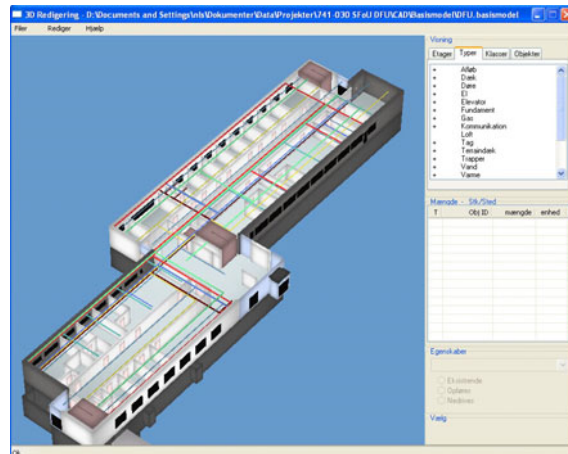 3D Redigering - D:\Documents and Settings\nls\Dokumenter\Data\Projekter\741-030 SFoU DFU\CAD\Basismodel\DFU.basismodel
Filer Rediger Hjælp
Visning
Etager Typer Klasser Objekter
+ Afløb
+ Dæk
+ Døre
+ El
+ Elevator
+ Fundament
+ Gas
+ Kommunikation
Loft
+ Tag
+ Terrændæk
+ Trapper
+ Vand
+ Varme
Mængde - Stk/Sted
T Obj ID mængde enhed
Egenskaber
Eksisterende
Opføres
Nedrives
Vælg
Ok